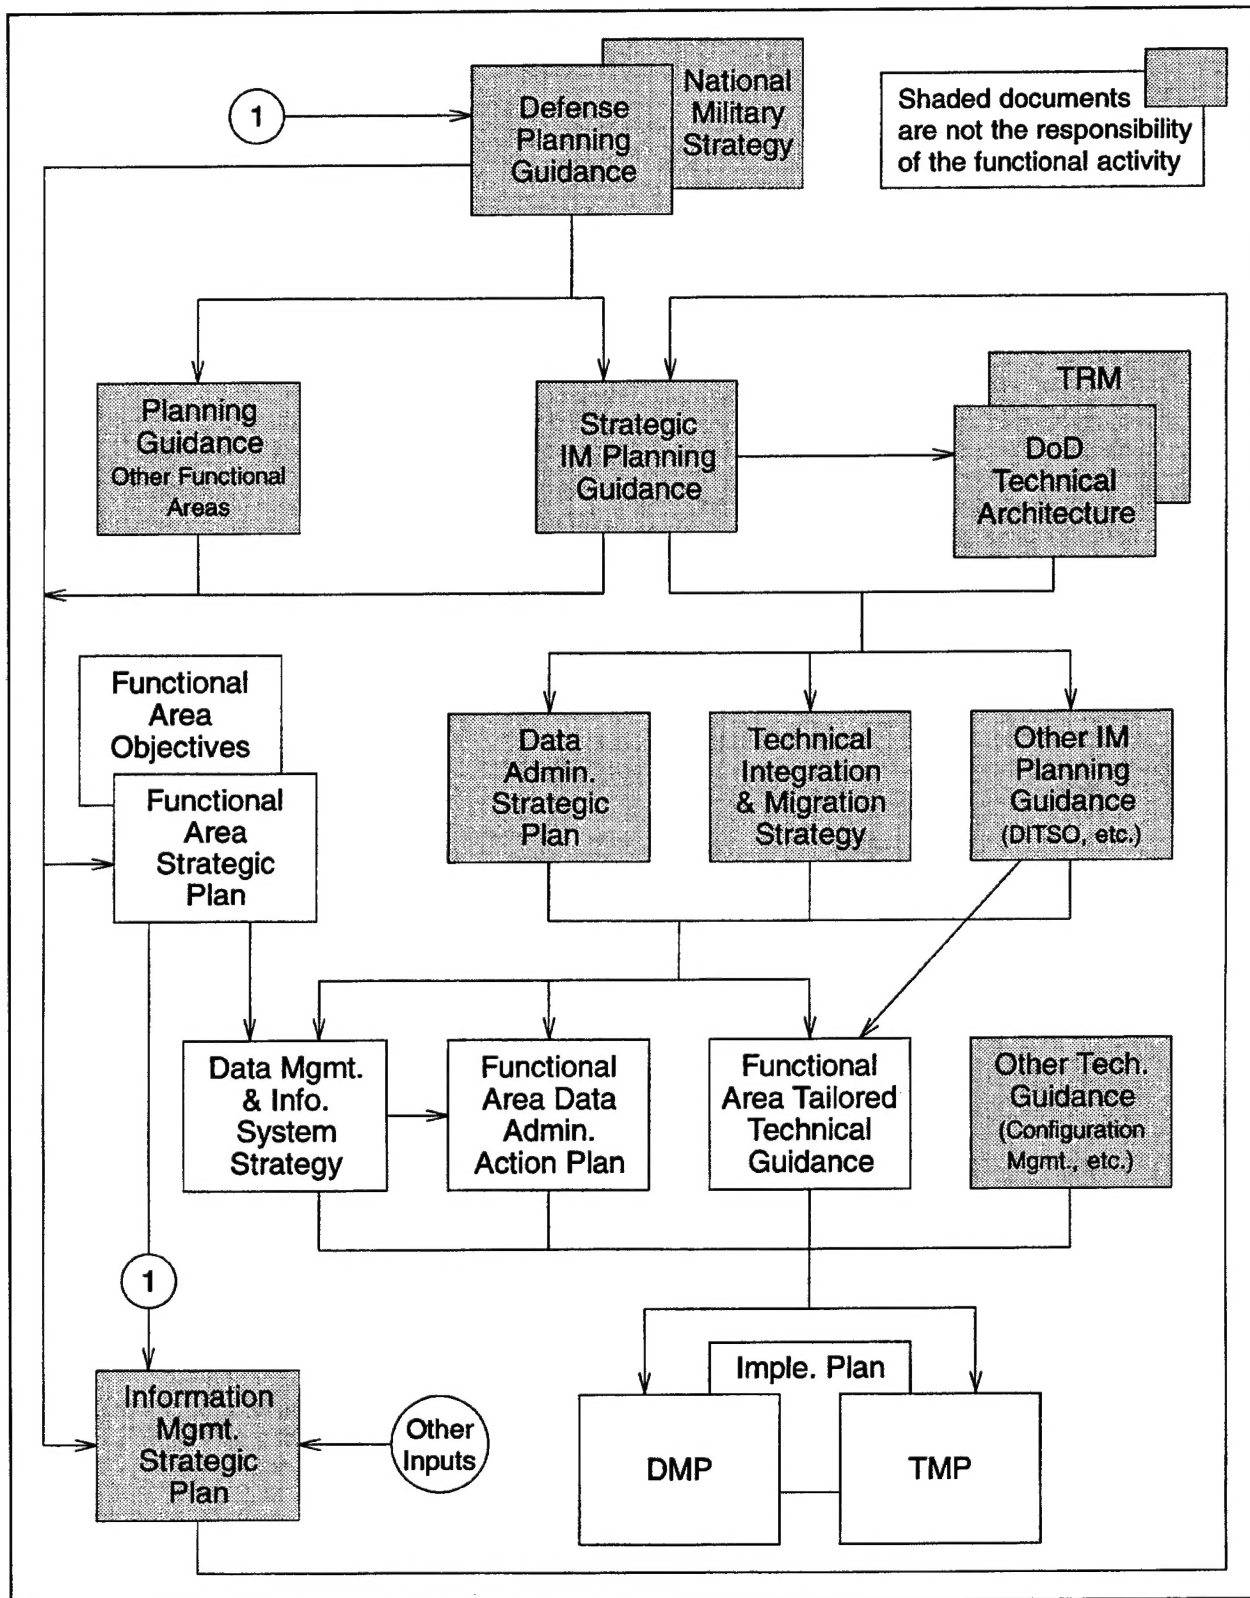 1
Defense
Planning
Guidance
National
Military
Strategy
Shaded documents
are not the responsibility
of the functional activity
Planning
Guidance
Other Functional
Areas
Strategic
IM Planning
Guidance
TRM
DoD
Technical
Architecture
Functional
Area
Objectives
Functional
Area
Strategic
Plan
Data
Admin.
Strategic
Plan
Technical
Integration
& Migration
Strategy
Other IM
Planning
Guidance
(DITSO, etc.)
Data Mgmt.
& Info.
System
Strategy
Functional
Area Data
Admin.
Action Plan
Functional
Area Tailored
Technical
Guidance
Other Tech.
Guidance
(Configuration
Mgmt., etc.)
1
Information
Mgmt.
Strategic
Plan
Other
Inputs
Imple. Plan
DMP
TMP